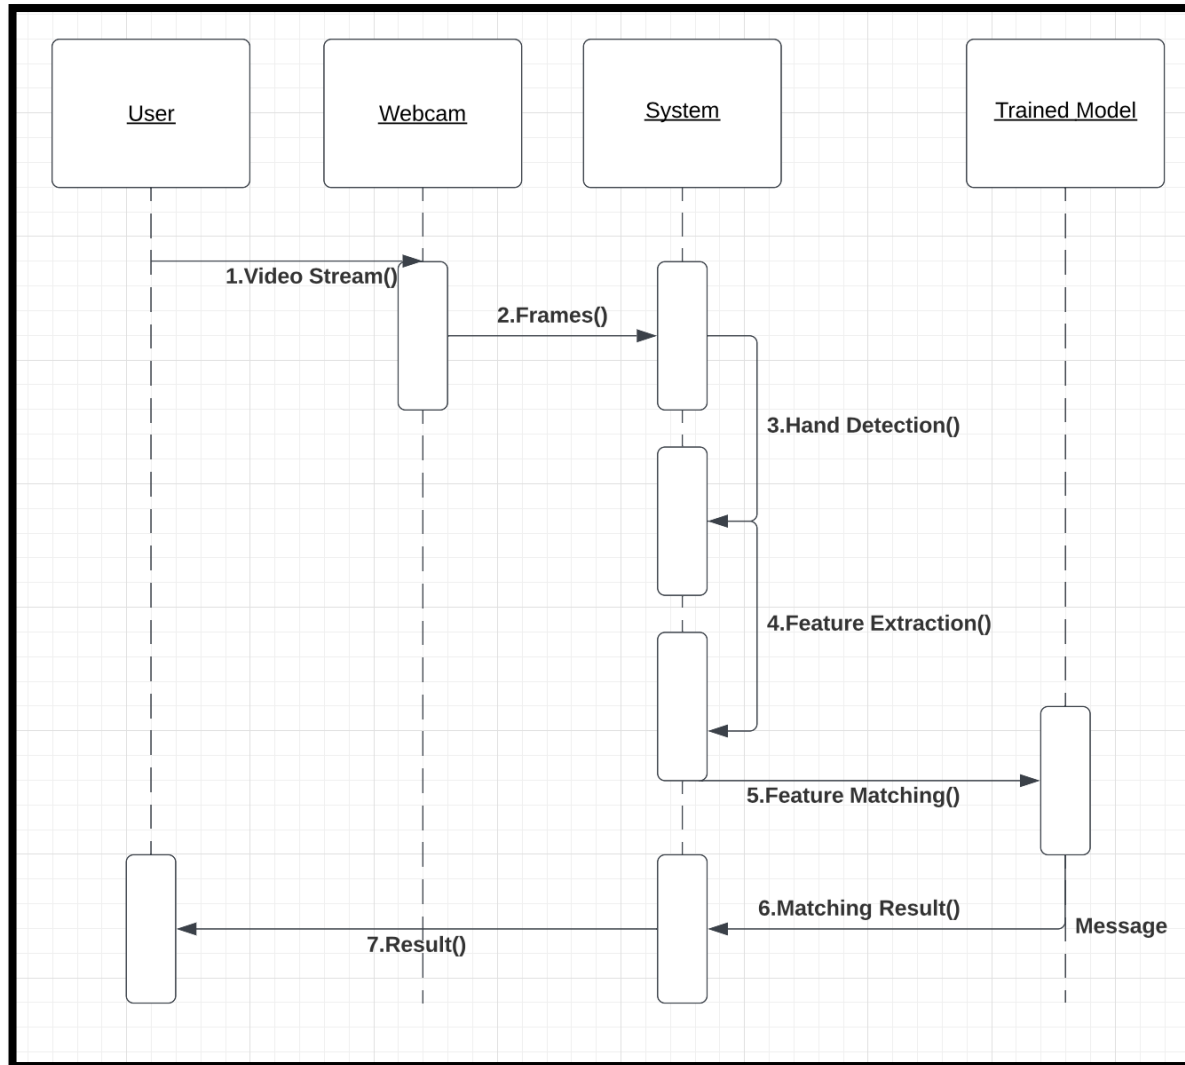 User
Webcam
System
Trained Model
1.Video Stream()
2.Frames()
3.Hand Detection()
4.Feature Extraction()
5.Feature Matching()
6.Matching Result()
Message
7.Result()